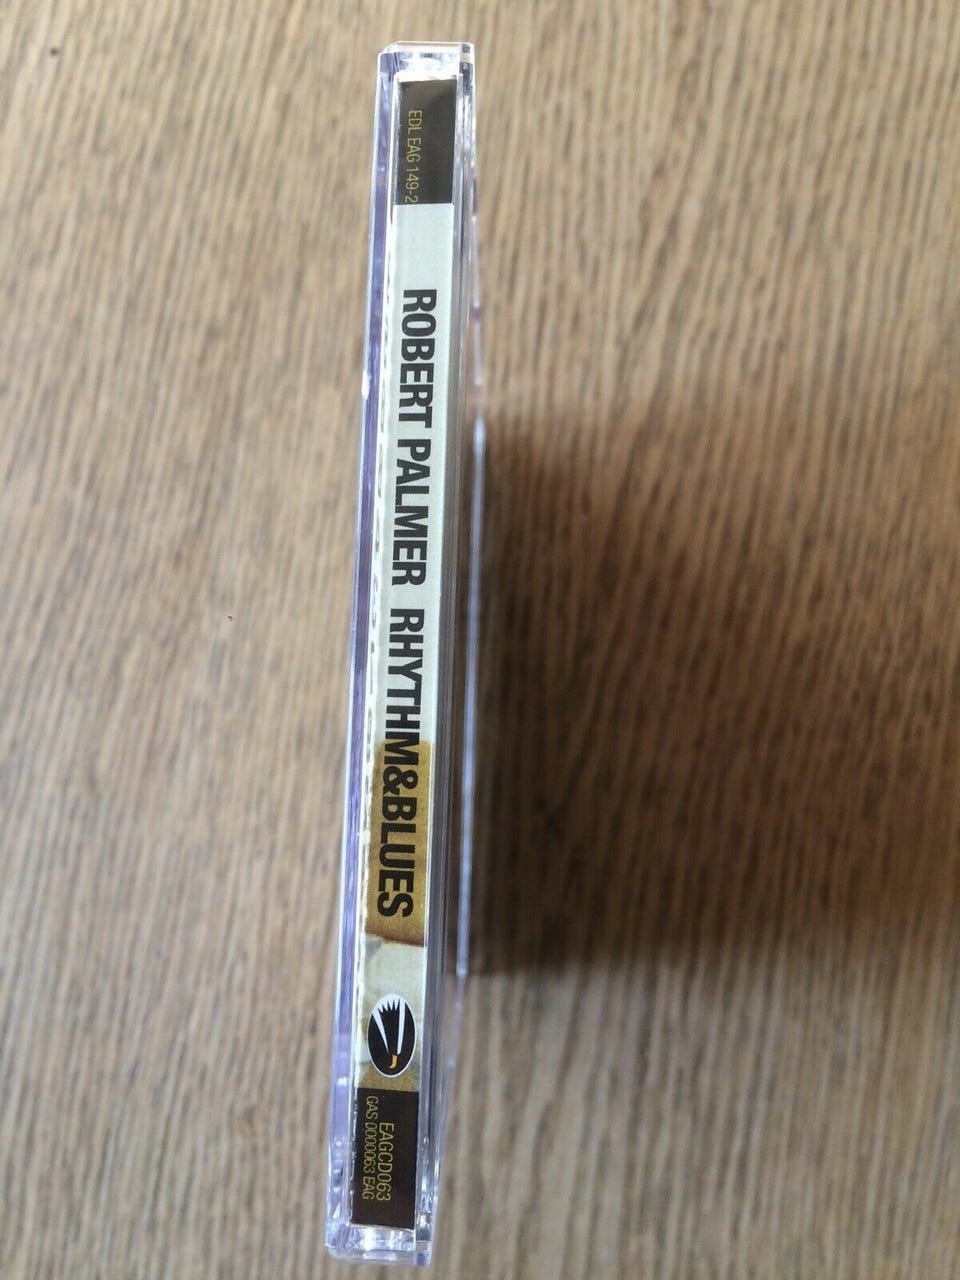 EDL EAG 149-2
ROBERT PALMER RHYTHM&BLUES
EAGCD063
GAS 0000063 EAG